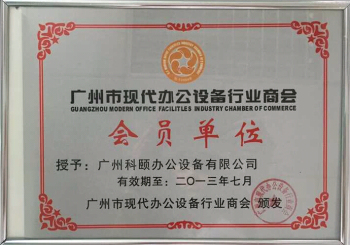 广州市现代办公设备行业商会
GUANGZHOU MODERN OFFICE FACILITLES INDUSTRY CHAMBER OF COMMERCE
会员单位
授予：广州科颐办公设备有限公司
有效期至：二〇一三年七月
广州市现代办公设备行业商会 颁发